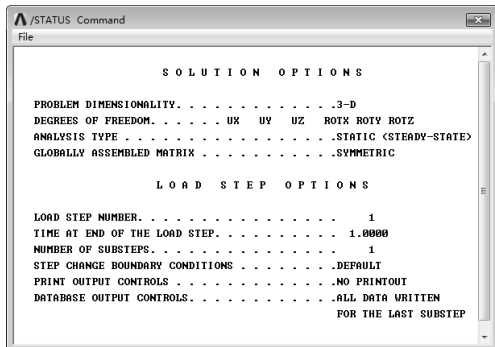 /STATUS Command
File
S O L U T I O N   O P T I O N S
PROBLEM DIMENSIONALITY. . . . . . . . . . . . .3-D
DEGREES OF FREEDOM. . . . . . UX   UY   UZ   ROTX ROTY ROTZ
ANALYSIS TYPE . . . . . . . . . . . . . . . . .STATIC (STEADY-STATE)
GLOBALLY ASSEMBLED MATRIX . . . . . . . . . . .SYMMETRIC
L O A D   S T E P   O P T I O N S
LOAD STEP NUMBER. . . . . . . . . . . . . . . .     1
TIME AT END OF THE LOAD STEP. . . . . . . . . .  1.0000
NUMBER OF SUBSTEPS. . . . . . . . . . . . . . .     1
STEP CHANGE BOUNDARY CONDITIONS . . . . . . . .DEFAULT
PRINT OUTPUT CONTROLS . . . . . . . . . . . . .NO PRINTOUT
DATABASE OUTPUT CONTROLS. . . . . . . . . . . .ALL DATA WRITTEN
FOR THE LAST SUBSTEP